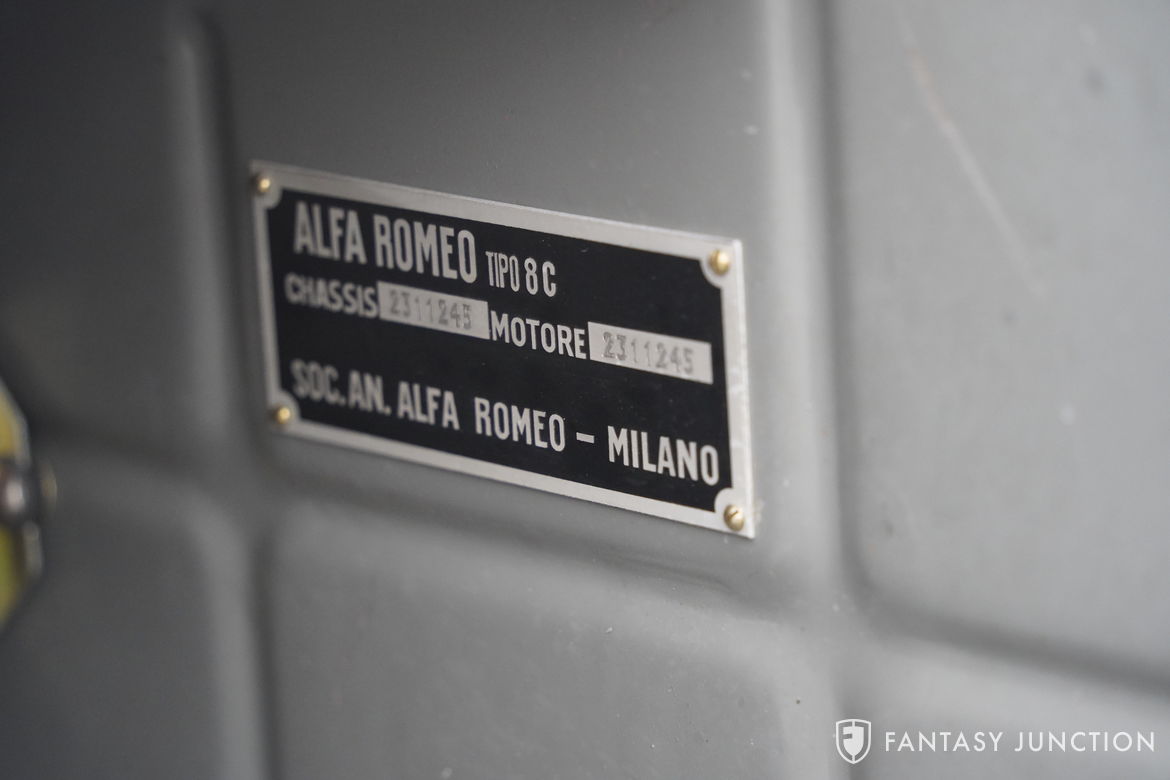 ALFA ROMEO TIPO 8C
CHASSIS 2311245 MOTORE 2311245
SOC. AN. ALFA ROMEO - MILANO
FANTASY JUNCTION